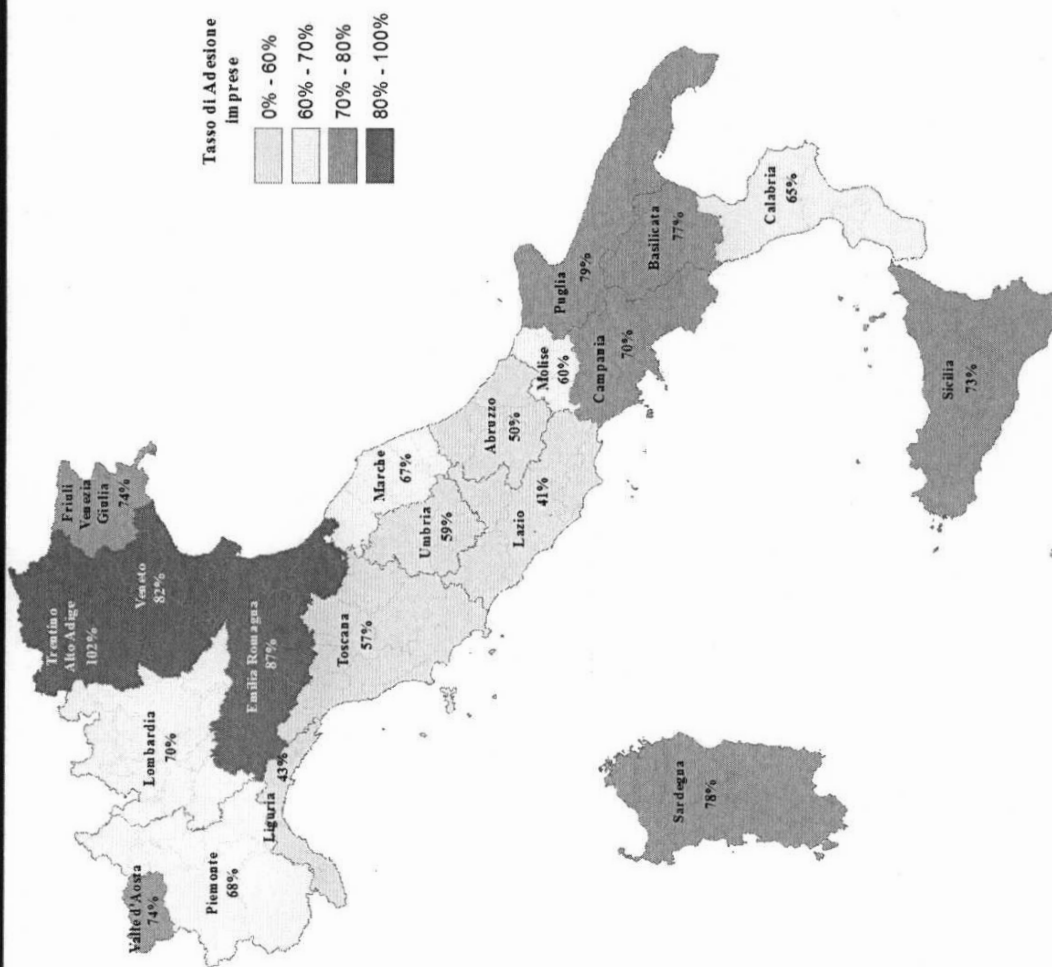 Tasso di Adesione
imprese
0% - 60%
60% - 70%
70% - 80%
80% - 100%
Trentino
Alto Adige
102%
Friuli
Venezia
Giulia
74%
Veneto
82%
Valle d'Aosta
74%
Lombardia
70%
Piemonte
68%
Emilia Romagna
87%
Liguria
43%
Toscana
57%
Marche
67%
Umbria
59%
Abruzzo
50%
Lazio
41%
Molise
60%
Puglia
79%
Campania
70%
Basilicata
77%
Calabria
65%
Sicilia
73%
Sardegna
78%